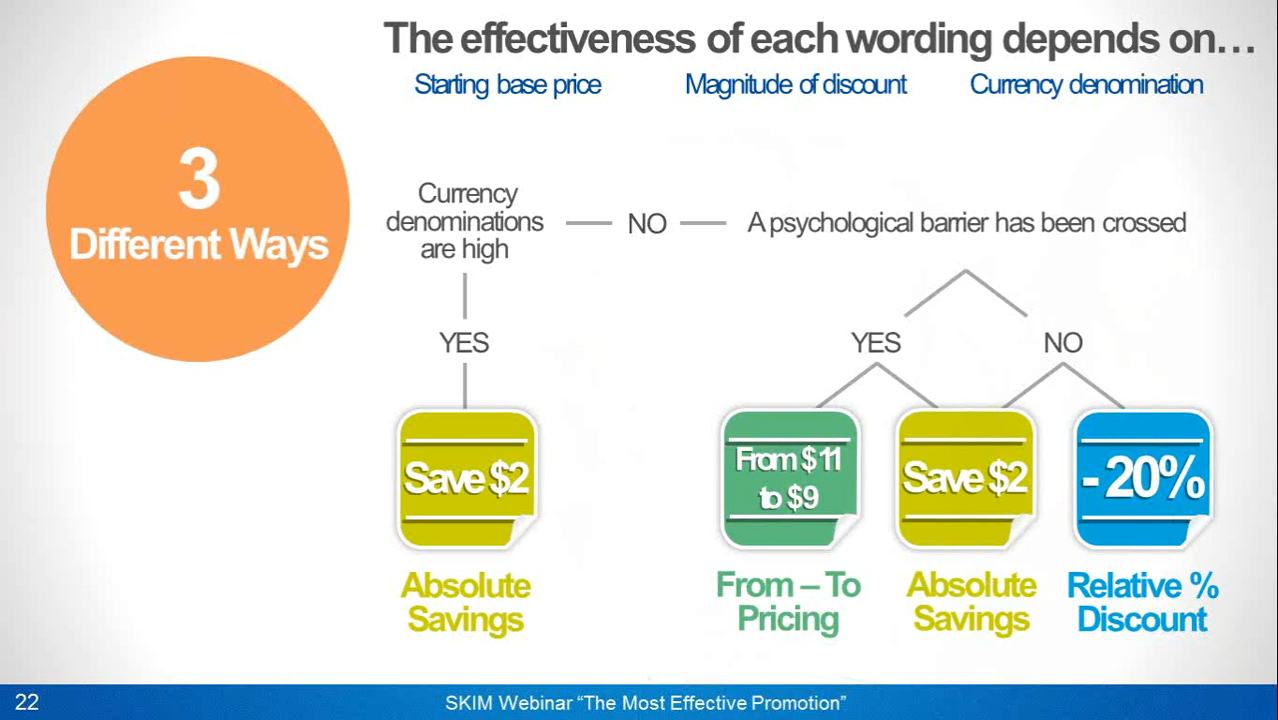 The effectiveness of each wording depends on…
Starting base price
Magnitude of discount
Currency denomination
3
Different Ways
Currency
denominations
are high
NO
A psychological barrier has been crossed
YES
YES
NO
Save $2
From $11
to $9
Save $2
- 20%
Absolute
Savings
From – To
Pricing
Absolute
Savings
Relative %
Discount
22
SKIM Webinar “The Most Effective Promotion”